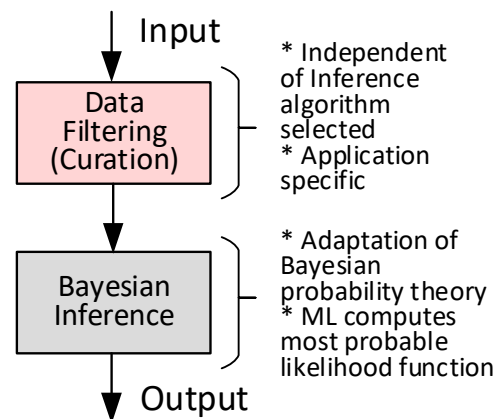 Input
Data
Filtering
(Curation)
* Independent
of Inference
algorithm
selected
* Application
specific
Bayesian
Inference
* Adaptation of
Bayesian
probability theory
* ML computes
most probable
likelihood function
Output